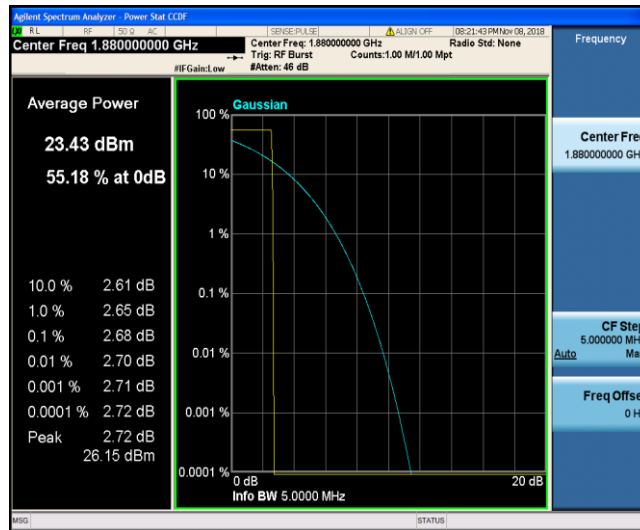 Agilent Spectrum Analyzer - Power Stat CCDF
RL RF 50 Ω AC SENSE:PULSE ALIGN OFF 08:21:43 PM Nov 08, 2018
Center Freq 1.880000000 GHz
Center Freq: 1.880000000 GHz Radio Std: None
Trig: RF Burst Counts:1.00 M/1.00 Mpt
#IFGain:Low #Atten: 46 dB
Frequency
Average Power
23.43 dBm
55.18 % at 0dB
10.0 % 2.61 dB
1.0 % 2.65 dB
0.1 % 2.68 dB
0.01 % 2.70 dB
0.001 % 2.71 dB
0.0001 % 2.72 dB
Peak 2.72 dB
26.15 dBm
Gaussian
100 %
10 %
1 %
0.1 %
0.01 %
0.001 %
0.0001 %
0 dB 20 dB
Info BW 5.0000 MHz
Center Fre
1.880000000 GH
CF Step
5.000000 MH
Auto Ma
Freq Offse
0 H
MSG STATUS